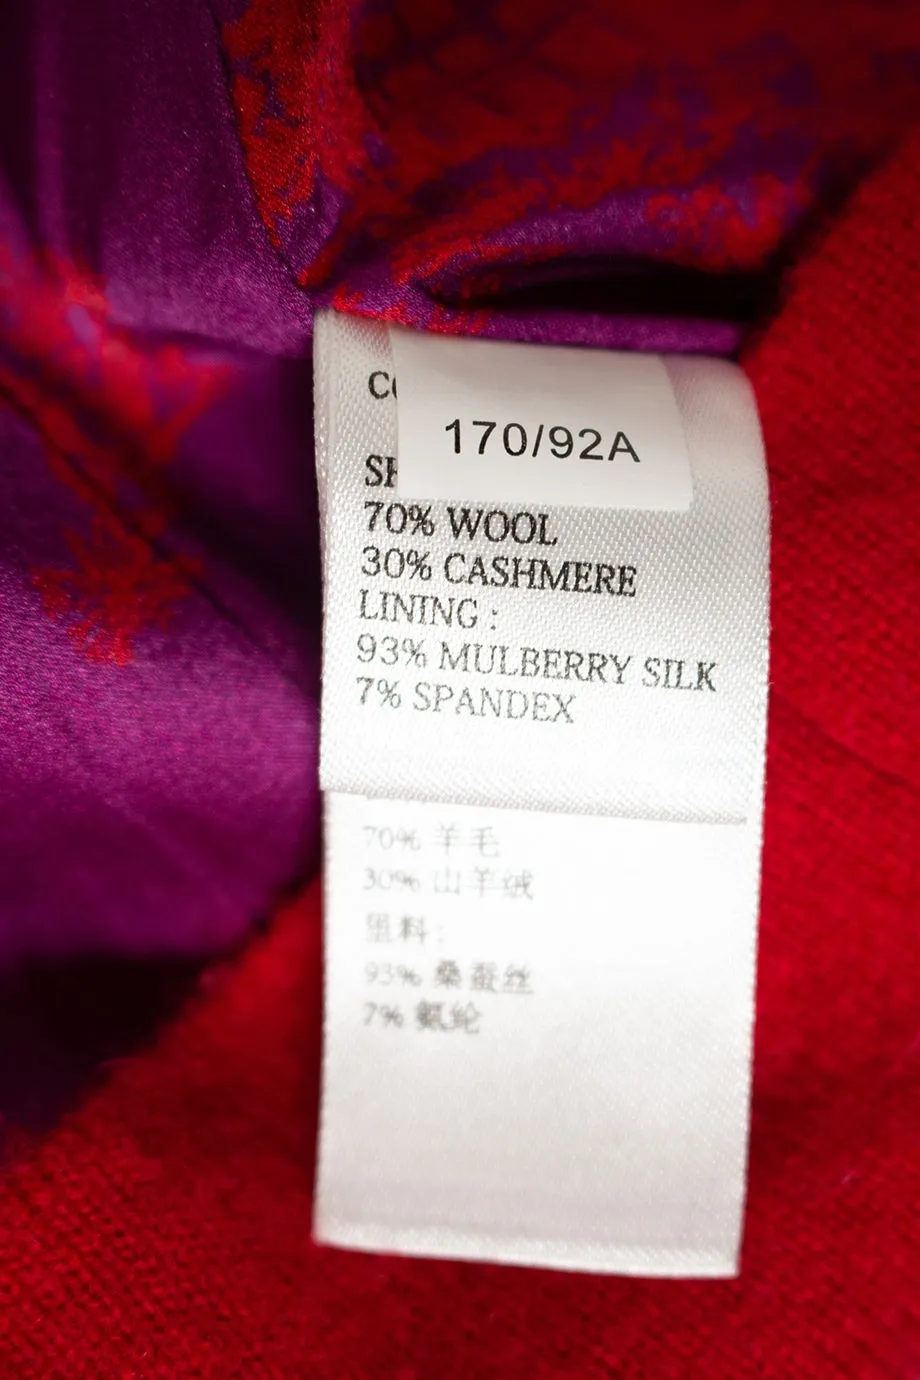 170/92A
70% WOOL
30% CASHMERE
LINING :
93% MULBERRY SILK
7% SPANDEX
70% 羊毛
30% 山羊绒
里料 :
93% 桑蚕丝
7% 氨纶